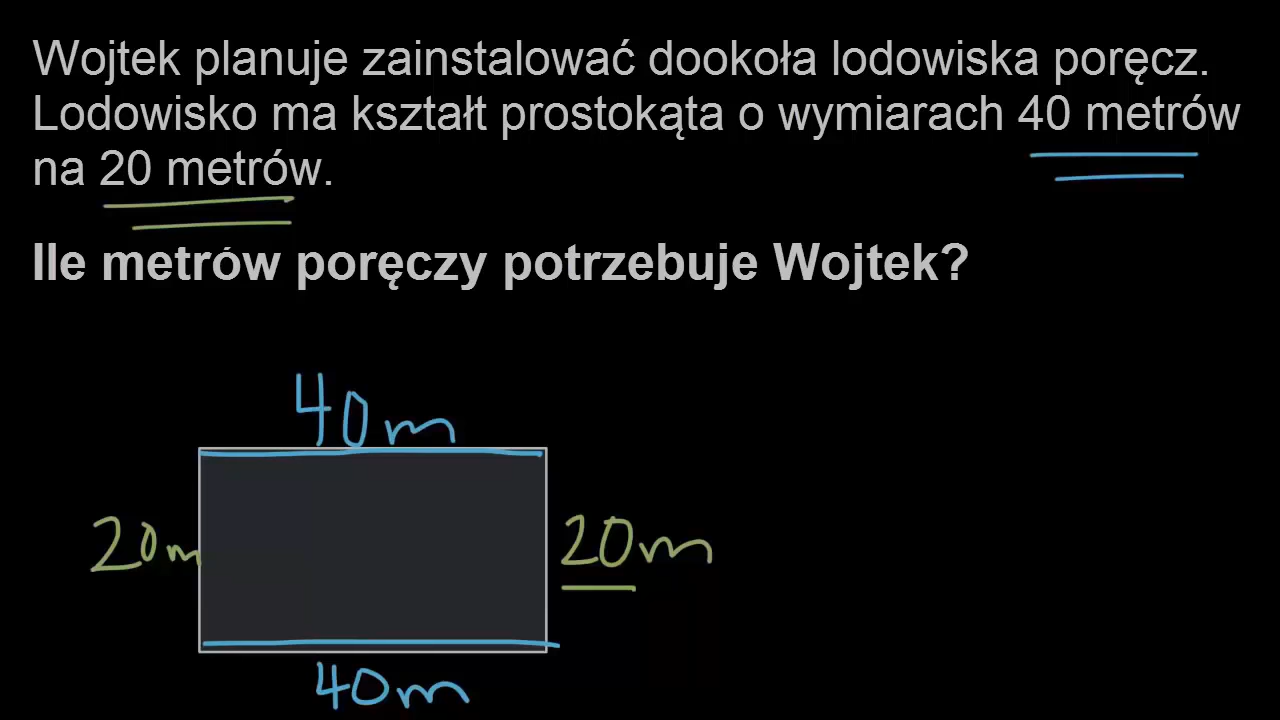 Wojtek planuje zainstalować dookoła lodowiska poręcz.
Lodowisko ma kształt prostokąta o wymiarach 40 metrów
na 20 metrów.
Ile metrów poręczy potrzebuje Wojtek?
40m
20m
20m
40m